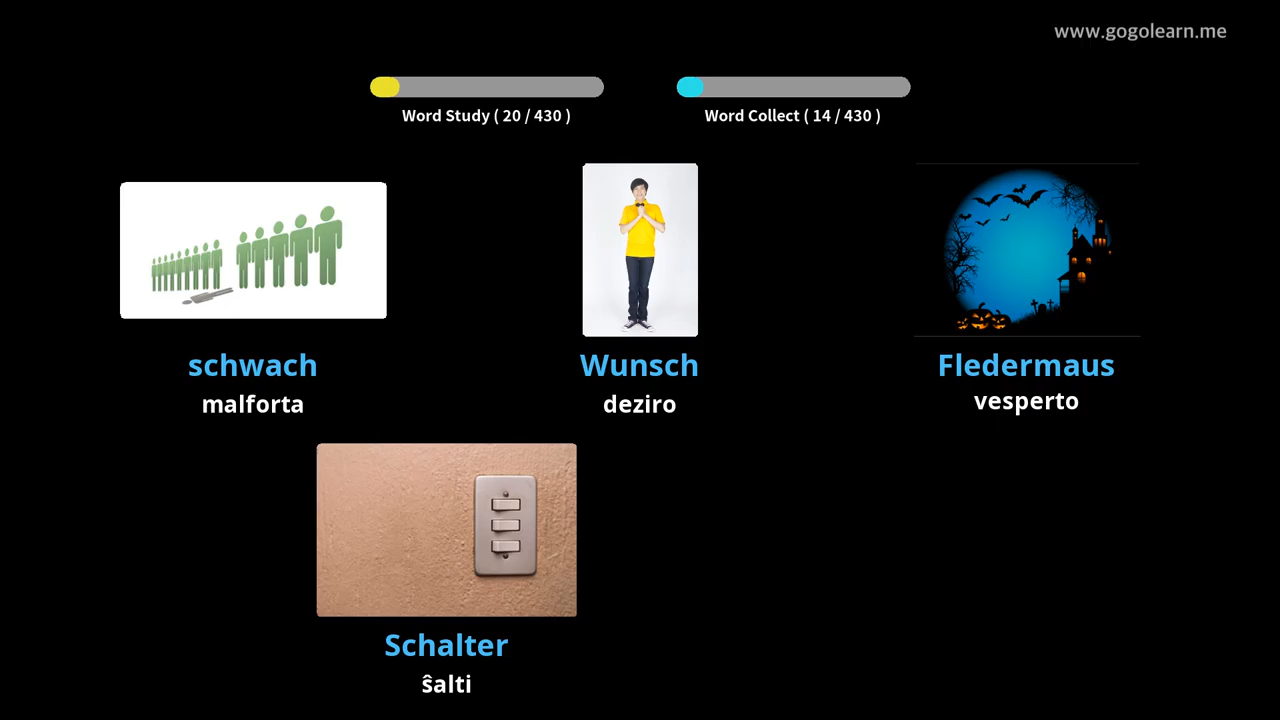 www.gogolearn.me
Word Study ( 20 / 430 )
Word Collect ( 14 / 430 )
schwach
malforta
Wunsch
deziro
Fledermaus
vesperto
Schalter
ŝalti